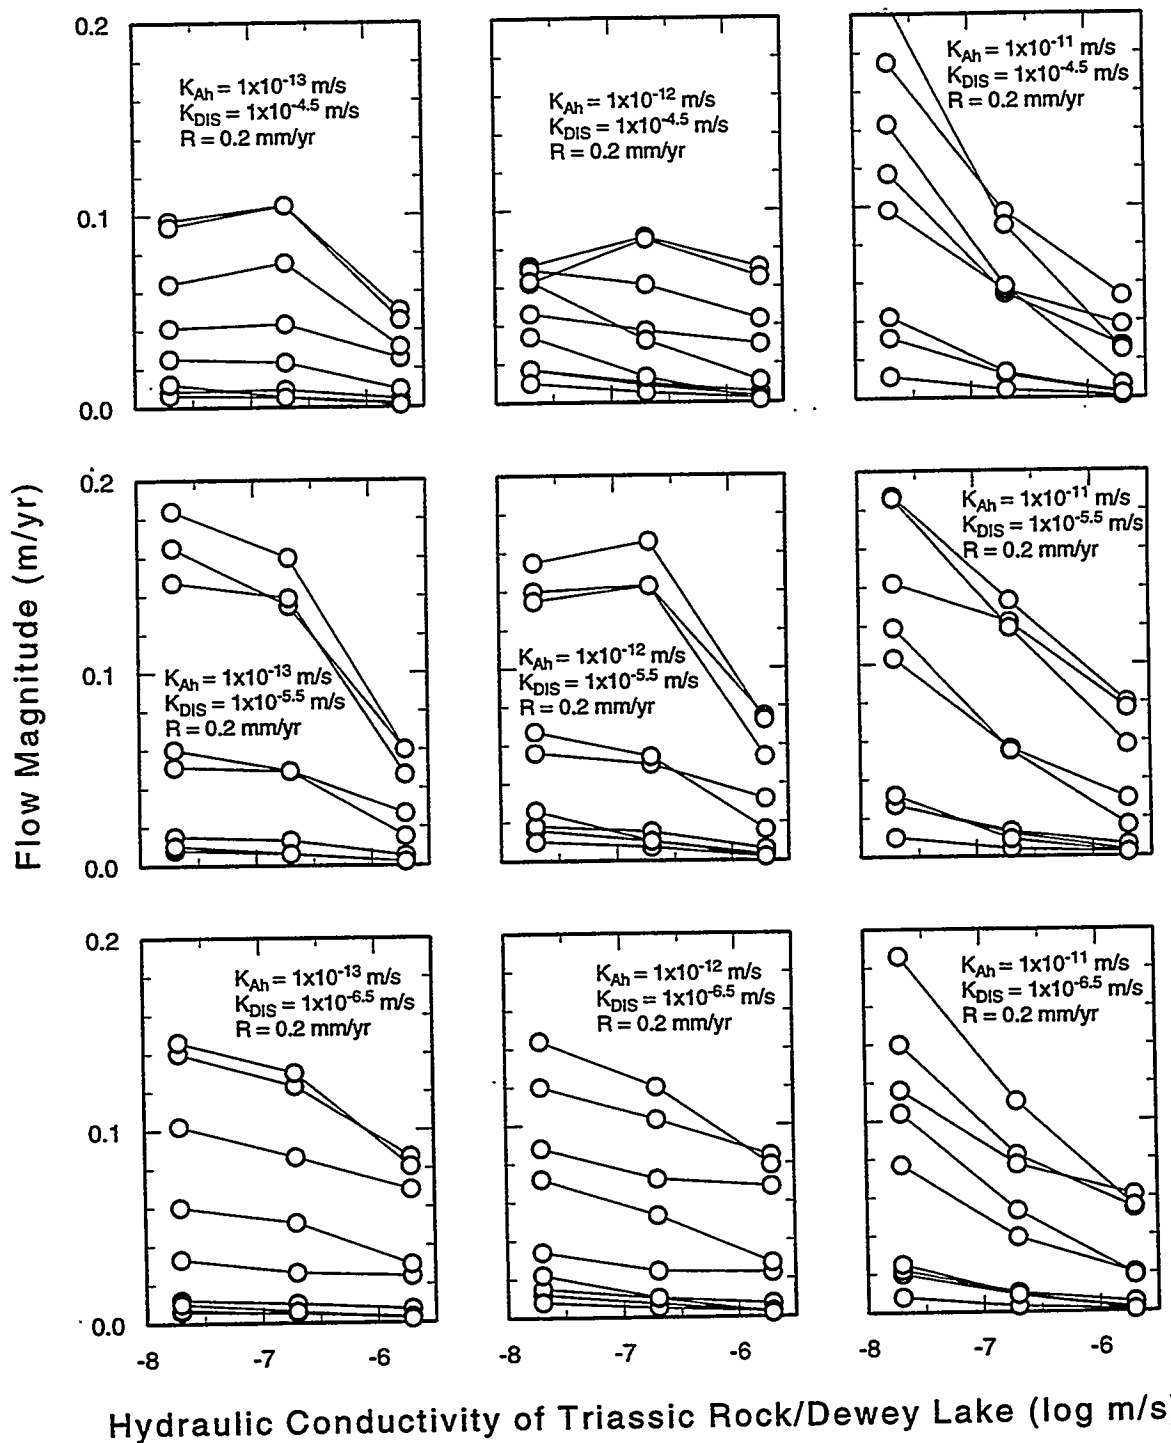 0.2
K_Ah = 1x10^-13 m/s
K_DIS = 1x10^-4.5 m/s
R = 0.2 mm/yr
K_Ah = 1x10^-12 m/s
K_DIS = 1x10^-4.5 m/s
R = 0.2 mm/yr
K_Ah = 1x10^-11 m/s
K_DIS = 1x10^-4.5 m/s
R = 0.2 mm/yr
0.1
0.0
Flow Magnitude (m/yr)
0.2
K_Ah = 1x10^-13 m/s
K_DIS = 1x10^-5.5 m/s
R = 0.2 mm/yr
K_Ah = 1x10^-12 m/s
K_DIS = 1x10^-5.5 m/s
R = 0.2 mm/yr
K_Ah = 1x10^-11 m/s
K_DIS = 1x10^-5.5 m/s
R = 0.2 mm/yr
0.1
0.0
0.2
K_Ah = 1x10^-13 m/s
K_DIS = 1x10^-6.5 m/s
R = 0.2 mm/yr
K_Ah = 1x10^-12 m/s
K_DIS = 1x10^-6.5 m/s
R = 0.2 mm/yr
K_Ah = 1x10^-11 m/s
K_DIS = 1x10^-6.5 m/s
R = 0.2 mm/yr
0.1
0.0
-8 -7 -6 -8 -7 -6 -8 -7 -6
Hydraulic Conductivity of Triassic Rock/Dewey Lake (log m/s